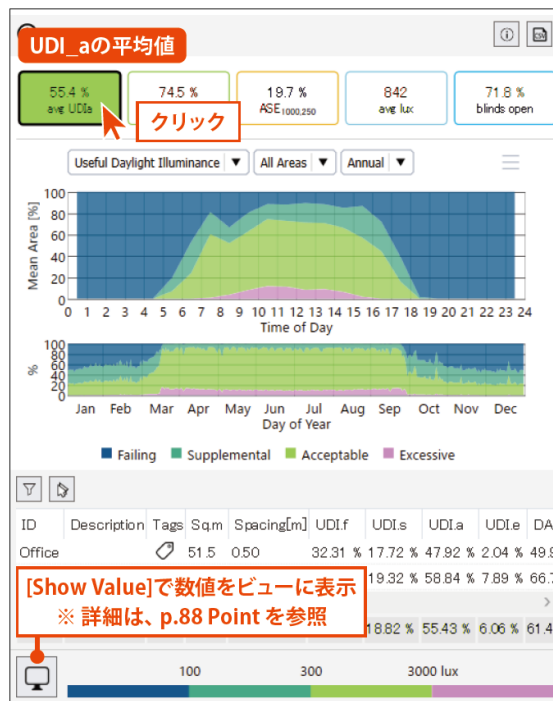 UDI_aの平均値
55.4 %
avg UDIa
74.5 %
19.7 %
ASE1000,250
842
avg lux
71.8 %
blinds open
クリック
Useful Daylight Illuminance ▼ All Areas ▼ Annual ▼
Mean Area [%]
100
80
60
40
20
0
0 1 2 3 4 5 6 7 8 9 10 11 12 13 14 15 16 17 18 19 20 21 22 23 24
Time of Day
%
100
80
60
40
20
0
Jan Feb Mar Apr May Jun Jul Aug Sep Oct Nov Dec
Day of Year
Failing Supplemental Acceptable Excessive
ID Description Tags Sq.m Spacing[m] UDI.f UDI.s UDI.a UDI.e DA
Office 51.5 0.50 32.31 % 17.72 % 47.92 % 2.04 % 49.9
19.32 % 58.84 % 7.89 % 66.7
[Show Value]で数値をビューに表示
※ 詳細は、p.88 Point を参照
18.82 % 55.43 % 6.06 % 61.4
100 300 3000 lux